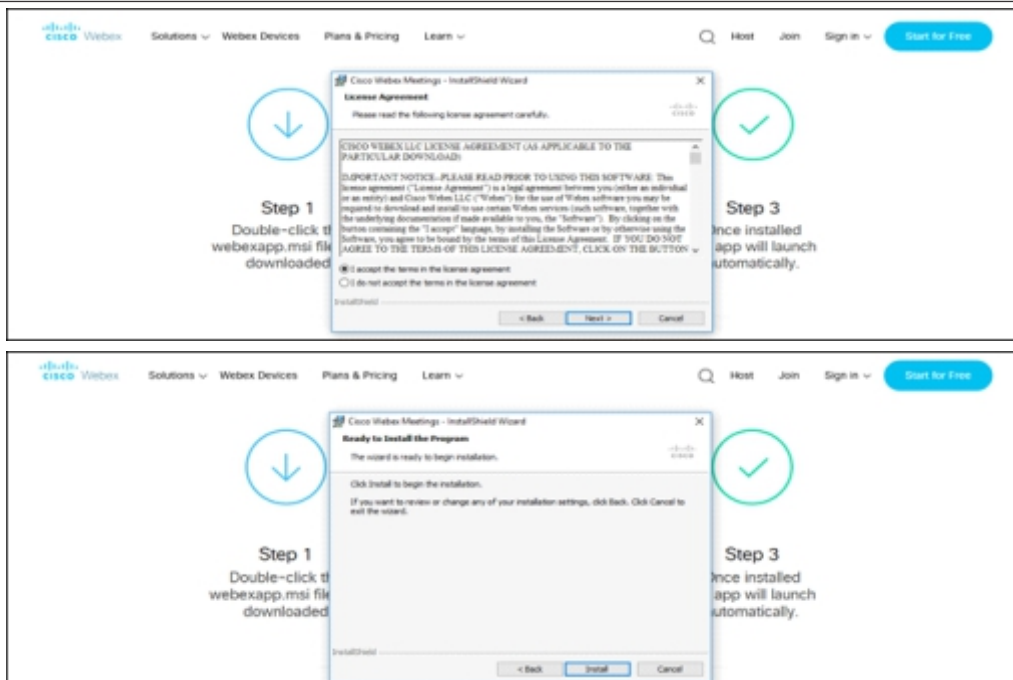 cisco Webex Solutions Webex Devices Plans & Pricing Learn Host Join Sign in Start for Free
Cisco Webex Meetings - InstallShield Wizard
License Agreement
Please read the following license agreement carefully.
cisco
CISCO WEBEX LLC LICENSE AGREEMENT (AS APPLICABLE TO THE
PARTICULAR DOWNLOAD)
IMPORTANT NOTICE--PLEASE READ PRIOR TO USING THIS SOFTWARE: This
license agreement ("License Agreement") is a legal agreement between you (either an individual
or an entity) and Cisco Webex LLC ("Webex") for the use of Webex software you may be
required to download and install to use certain Webex services (such software, together with
the underlying documentation if made available to you, the "Software"). By clicking on the
button containing the "I accept" language, by installing the Software or by otherwise using the
Software, you agree to be bound by the terms of this License Agreement. IF YOU DO NOT
AGREE TO THE TERMS OF THIS LICENSE AGREEMENT, CLICK ON THE BUTTON
I accept the terms in the license agreement
I do not accept the terms in the license agreement
InstallShield
< Back Next > Cancel
Step 1
Double-click
webexapp.msi file
downloaded
Step 3
Once installed
app will launch
automatically.
cisco Webex Solutions Webex Devices Plans & Pricing Learn Host Join Sign in Start for Free
Cisco Webex Meetings - InstallShield Wizard
Ready to Install the Program
The wizard is ready to begin installation.
cisco
Click Install to begin the installation.
If you want to review or change any of your installation settings, click Back. Click Cancel to
exit the wizard.
InstallShield
< Back Install Cancel
Step 1
Double-click
webexapp.msi file
downloaded
Step 3
Once installed
app will launch
automatically.